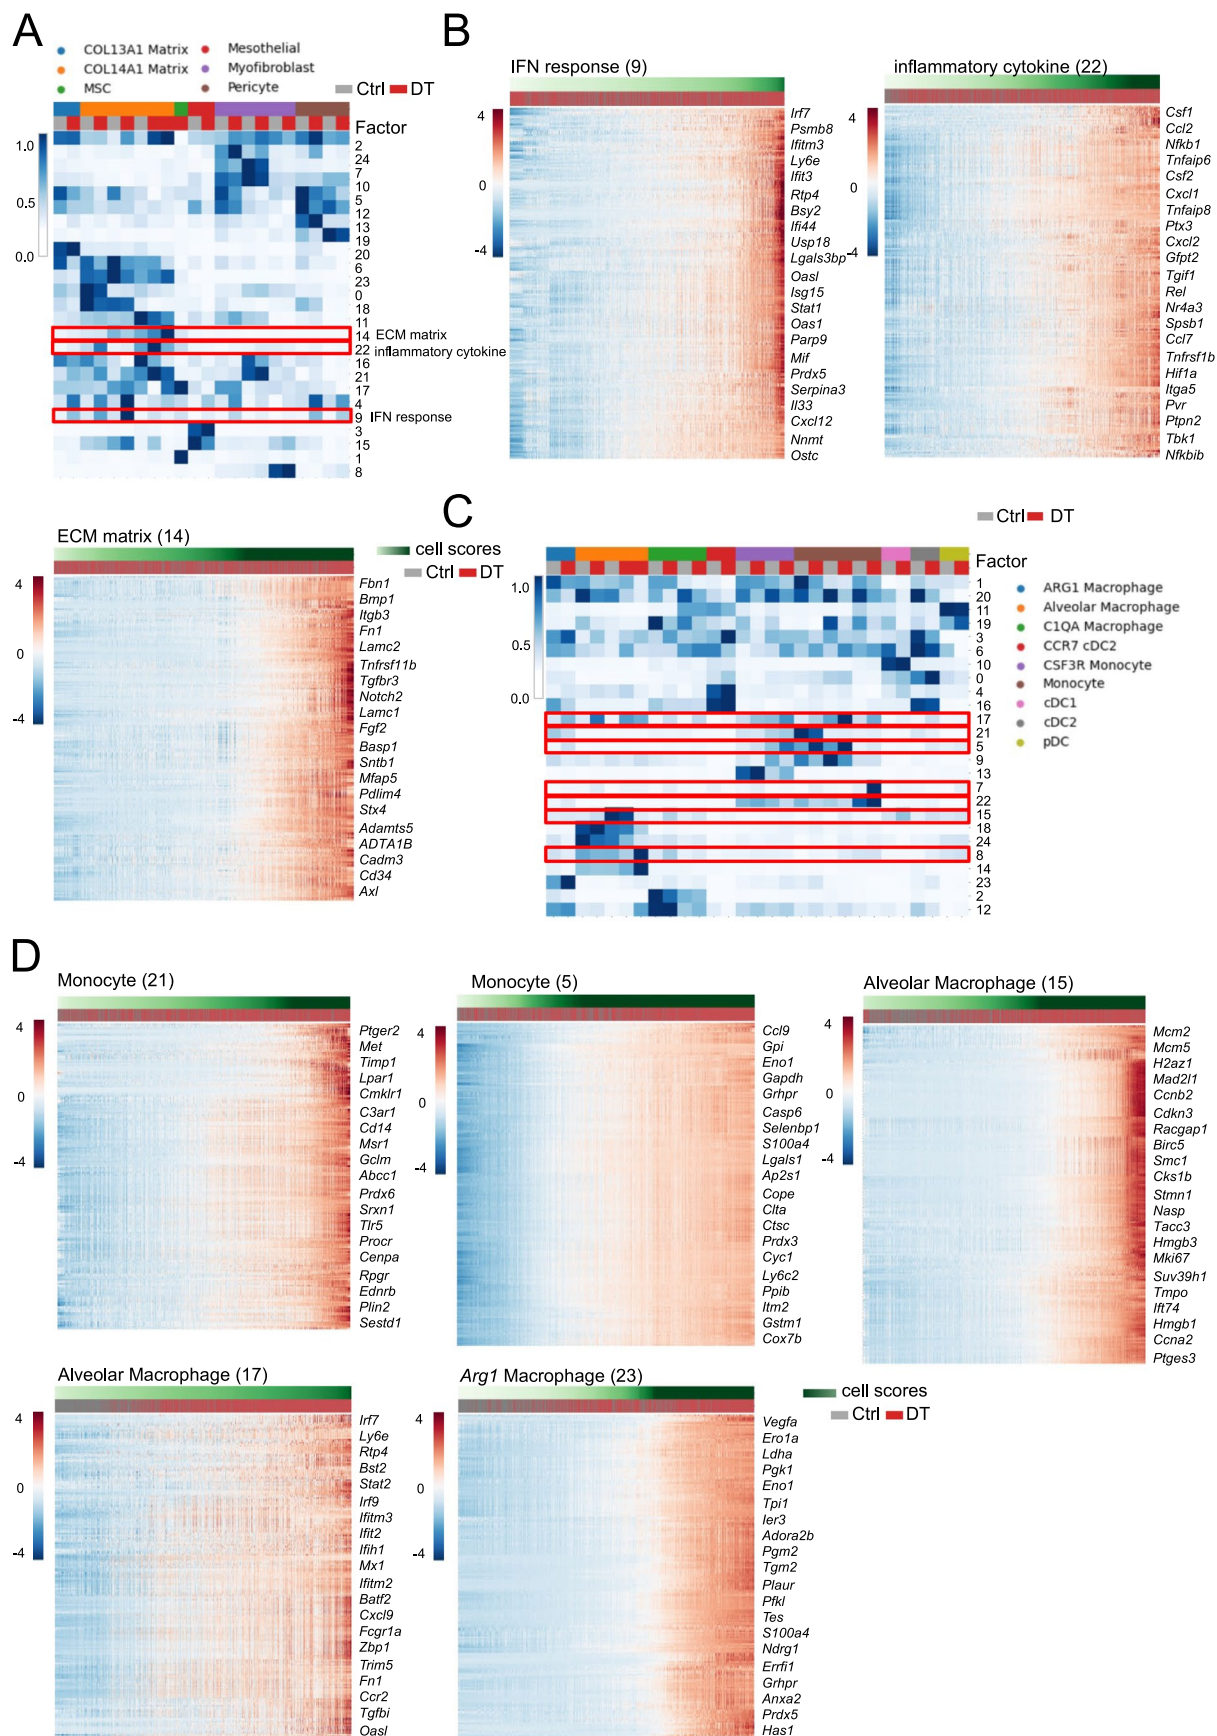 A
COL13A1 Matrix
COL14A1 Matrix
MSC
Mesothelial
Myofibroblast
Pericyte
Ctrl DT
Factor
1.0
0.5
0.0
2
24
7
10
5
12
13
19
20
6
23
0
18
11
14 ECM matrix
22 inflammatory cytokine
16
21
17
4
9 IFN response
3
15
1
8
B
IFN response (9)
4
0
-4
Irf7
Psmb8
Ifitm3
Ly6e
Ifit3
Rtp4
Bsy2
Ifi44
Usp18
Lgals3bp
Oasl
Isg15
Stat1
Oas1
Parp9
Mif
Prdx5
Serpina3
Il33
Cxcl12
Nnmt
Ostc
inflammatory cytokine (22)
4
0
-4
Csf1
Ccl2
Nfkb1
Tnfaip6
Csf2
Cxcl1
Tnfaip8
Ptx3
Cxcl2
Gfpt2
Tgif1
Rel
Nr4a3
Spsb1
Ccl7
Tnfrsf1b
Hif1a
Itga5
Pvr
Ptpn2
Tbk1
Nfkbib
ECM matrix (14)
cell scores
Ctrl DT
4
0
-4
Fbn1
Bmp1
Itgb3
Fn1
Lamc2
Tnfrsf11b
Tgfbr3
Notch2
Lamc1
Fgf2
Basp1
Sntb1
Mfap5
Pdlim4
Stx4
Adamts5
ADTA1B
Cadm3
Cd34
Axl
C
Ctrl DT
Factor
1.0
0.5
0.0
1
20
11
19
3
6
10
0
4
16
17
21
5
9
13
7
22
15
18
24
8
14
23
2
12
ARG1 Macrophage
Alveolar Macrophage
C1QA Macrophage
CCR7 cDC2
CSF3R Monocyte
Monocyte
cDC1
cDC2
pDC
D
Monocyte (21)
4
0
-4
Ptger2
Met
Timp1
Lpar1
Cmklr1
C3ar1
Cd14
Msr1
Gclm
Abcc1
Prdx6
Srxn1
Tlr5
Procr
Cenpa
Rpgr
Ednrb
Plin2
Sestd1
Monocyte (5)
4
0
-4
Ccl9
Gpi
Eno1
Gapdh
Grhpr
Casp6
Selenbp1
S100a4
Lgals1
Ap2s1
Cope
Clta
Ctsc
Prdx3
Cyc1
Ly6c2
Ppib
Itm2
Gstm1
Cox7b
Alveolar Macrophage (15)
4
0
-4
Mcm2
Mcm5
H2az1
Mad2l1
Ccnb2
Cdkn3
Racgap1
Birc5
Smc1
Cks1b
Stmn1
Nasp
Tacc3
Hmgb3
Mki67
Suv39h1
Tmpo
Ift74
Hmgb1
Ccna2
Ptges3
Alveolar Macrophage (17)
4
0
-4
Irf7
Ly6e
Rtp4
Bst2
Stat2
Irf9
Ifitm3
Ifit2
Ifih1
Mx1
Ifitm2
Batf2
Cxcl9
Fcgr1a
Zbp1
Trim5
Fn1
Ccr2
Tgfbi
Oasl
Arg1 Macrophage (23)
cell scores
Ctrl DT
4
0
-4
Vegfa
Ero1a
Ldha
Pgk1
Eno1
Tpi1
Ier3
Adora2b
Pgm2
Tgm2
Plaur
Pfkl
Tes
S100a4
Ndrg1
Errfi1
Grhpr
Anxa2
Prdx5
Has1